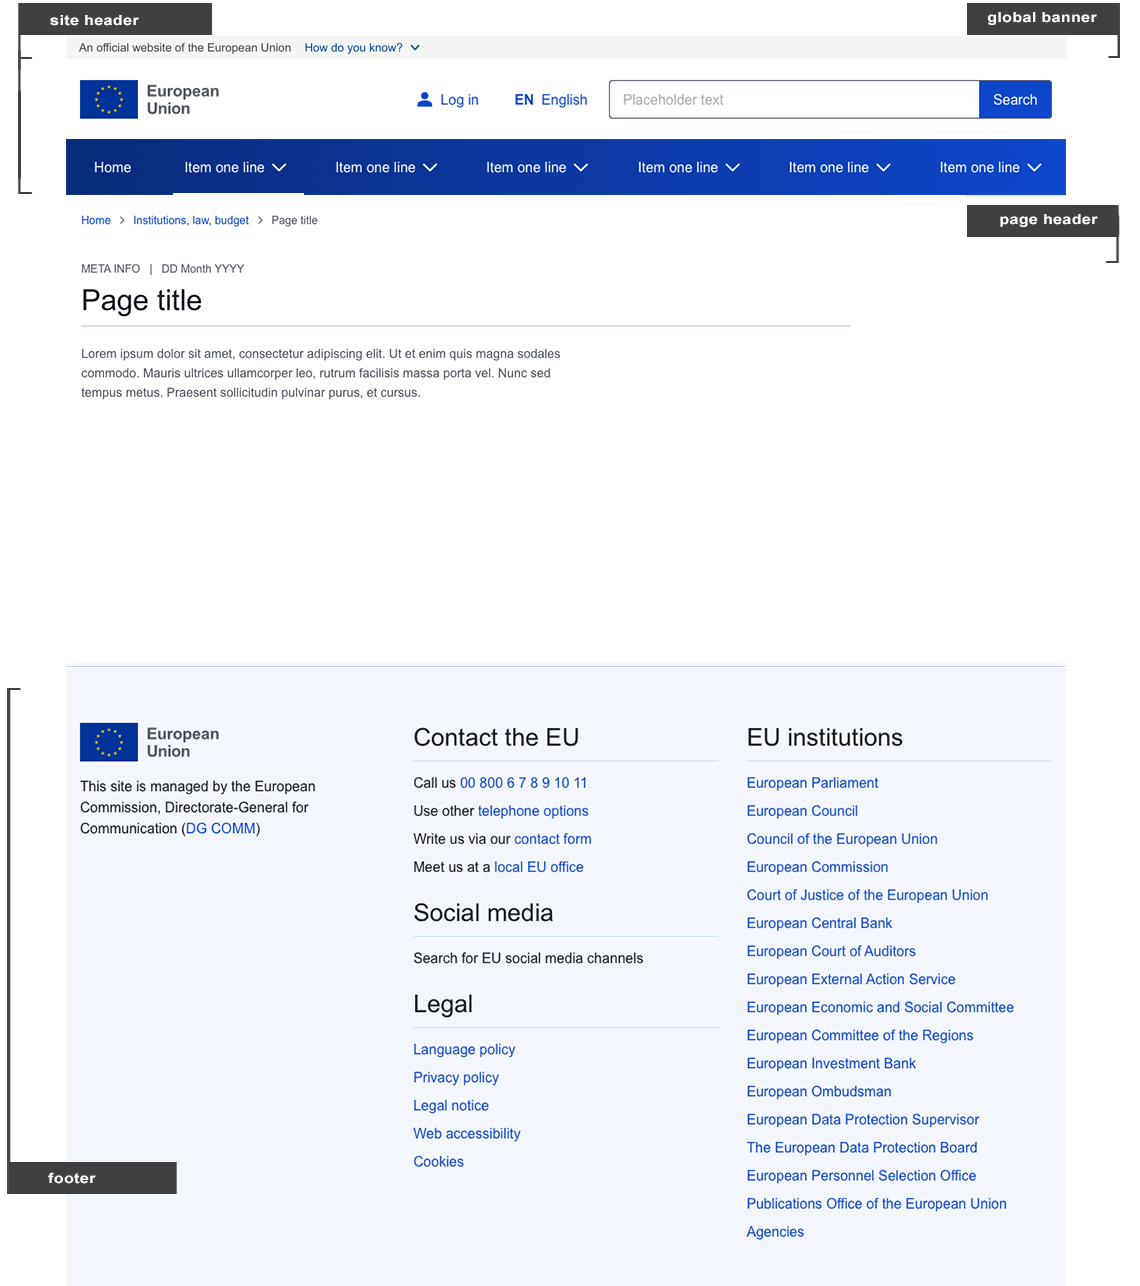 site header
global banner
An official website of the European Union How do you know?
European
Union
Log in
EN English
Placeholder text
Search
Home
Item one line
Item one line
Item one line
Item one line
Item one line
Item one line
Home > Institutions, law, budget > Page title
page header
META INFO | DD Month YYYY
Page title
Lorem ipsum dolor sit amet, consectetur adipiscing elit. Ut et enim quis magna sodales
commodo. Mauris ultrices ullamcorper leo, rutrum facilisis massa porta vel. Nunc sed
tempus metus. Praesent sollicitudin pulvinar purus, et cursus.
European
Union
This site is managed by the European
Commission, Directorate-General for
Communication (DG COMM)
Contact the EU
Call us 00 800 6 7 8 9 10 11
Use other telephone options
Write us via our contact form
Meet us at a local EU office
Social media
Search for EU social media channels
Legal
Language policy
Privacy policy
Legal notice
Web accessibility
Cookies
EU institutions
European Parliament
European Council
Council of the European Union
European Commission
Court of Justice of the European Union
European Central Bank
European Court of Auditors
European External Action Service
European Economic and Social Committee
European Committee of the Regions
European Investment Bank
European Ombudsman
European Data Protection Supervisor
The European Data Protection Board
European Personnel Selection Office
Publications Office of the European Union
Agencies
footer